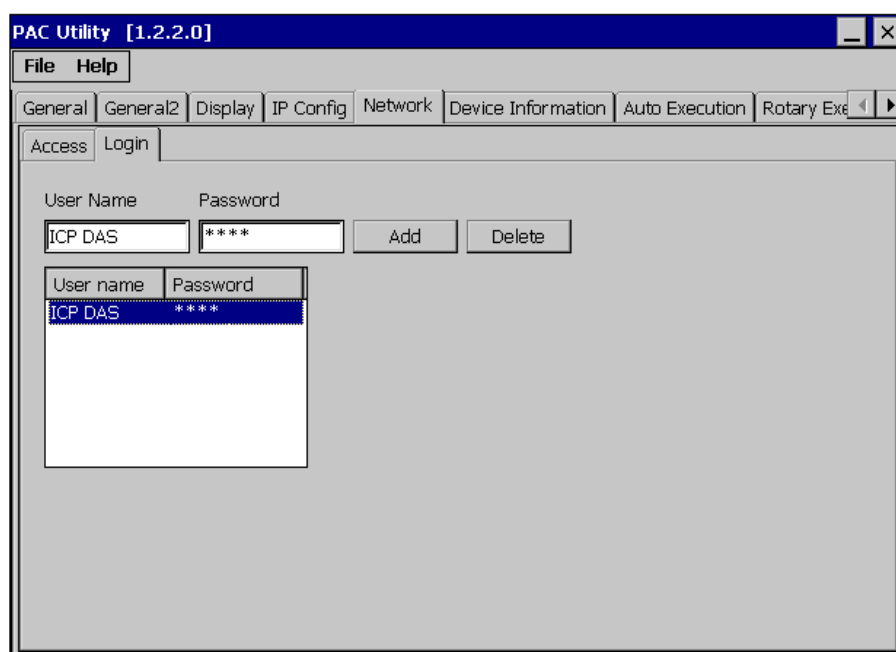 PAC Utility [1.2.2.0]
File Help
General General2 Display IP Config Network Device Information Auto Execution Rotary Exe
Access Login
User Name Password
ICP DAS **** Add Delete
User name Password
ICP DAS ****